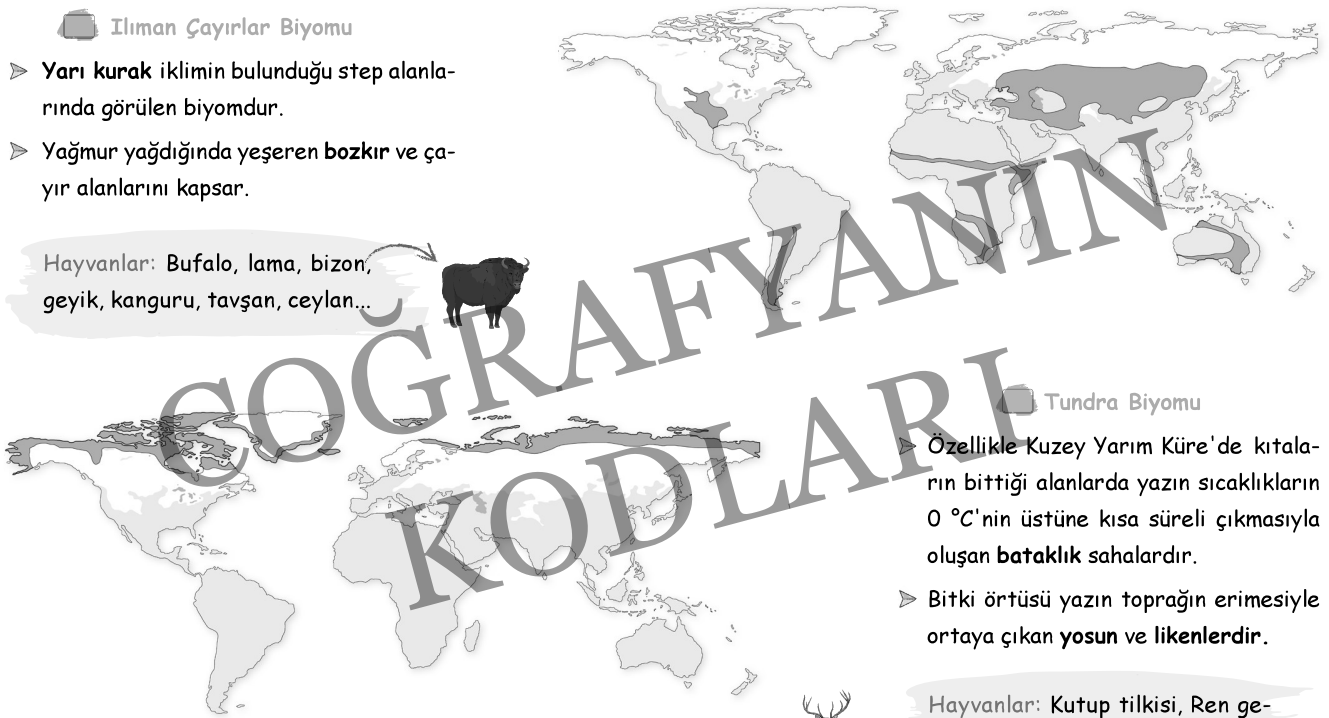 Ilıman Çayırlar Biyomu
Yarı kurak iklimin bulunduğu step alanla-
rında görülen biyomdur.
Yağmur yağdığında yeşeren bozkır ve ça-
yır alanlarını kapsar.
Hayvanlar: Bufalo, lama, bizon,
geyik, kanguru, tavşan, ceylan...
COĞRAFYANIN
KODLARI
Tundra Biyomu
Özellikle Kuzey Yarım Küre'de kıtala-
rın bittiği alanlarda yazın sıcaklıkların
0 °C'nin üstüne kısa süreli çıkmasıyla
oluşan bataklık sahalardır.
Bitki örtüsü yazın toprağın erimesiyle
ortaya çıkan yosun ve likenlerdir.
Hayvanlar: Kutup tilkisi, Ren ge-